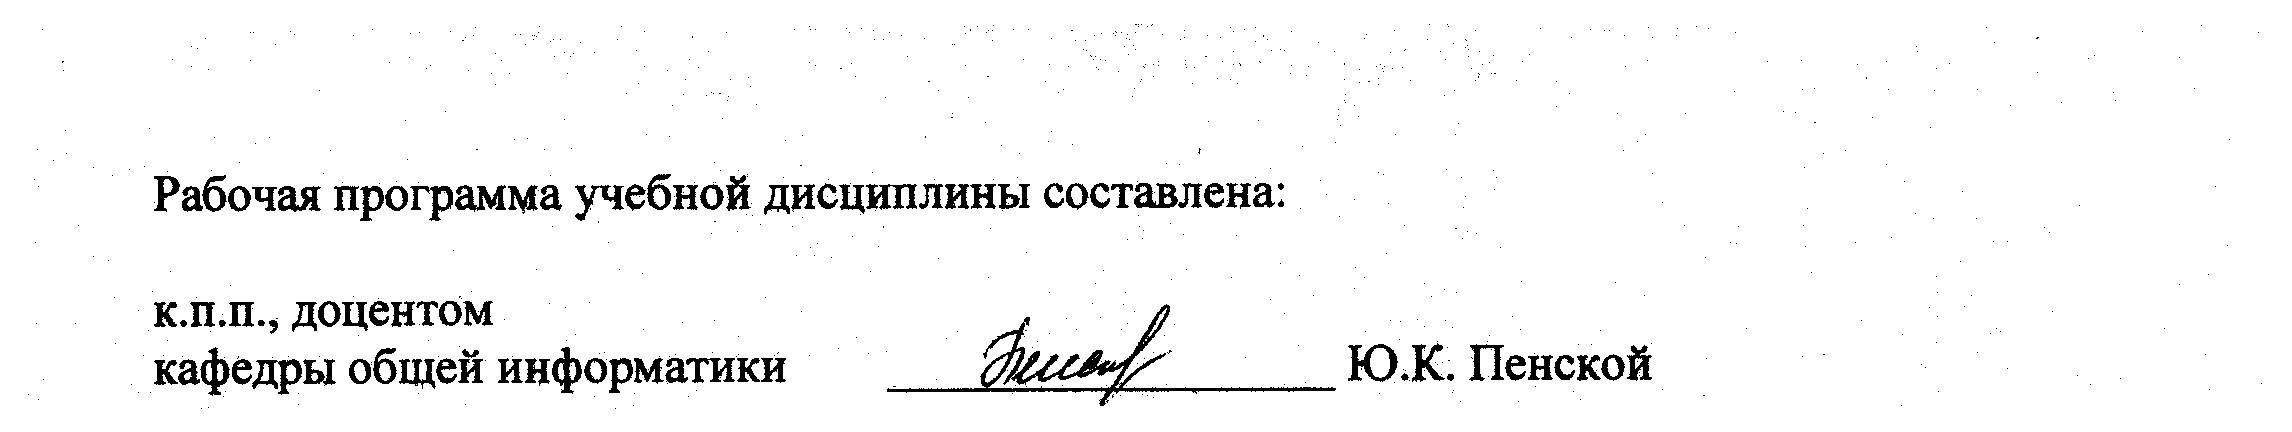 Рабочая программа учебной дисциплины составлена:
к.п.п., доцентом
кафедры общей информатики Ю.К. Пенской